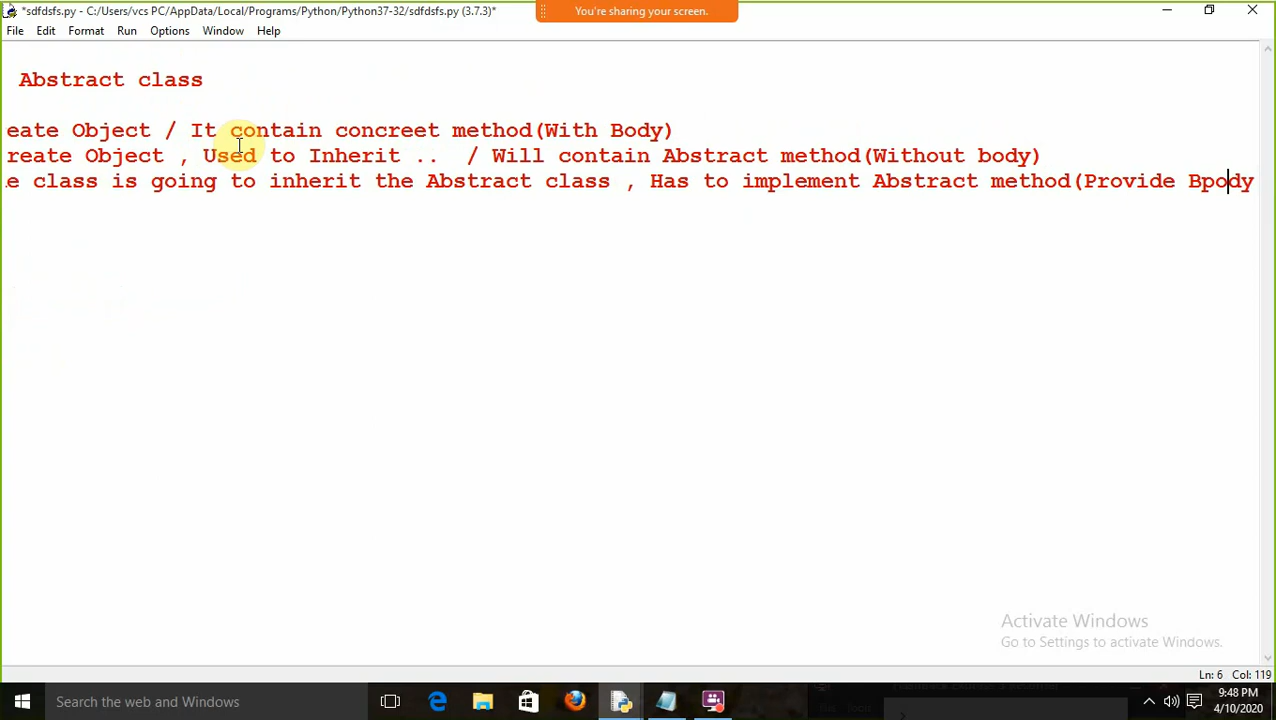 *sdfdsfs.py - C:/Users/vcs PC/AppData/Local/Programs/Python/Python37-32/sdfdsfs.py (3.7.3)*
You're sharing your screen.
File Edit Format Run Options Window Help
Abstract class
eate Object / It contain concreet method(With Body)
reate Object , Used to Inherit .. / Will contain Abstract method(Without body)
e class is going to inherit the Abstract class , Has to implement Abstract method(Provide Bpody
Activate Windows
Go to Settings to activate Windows.
Ln: 6 Col: 119
Search the web and Windows
9:48 PM
4/10/2020